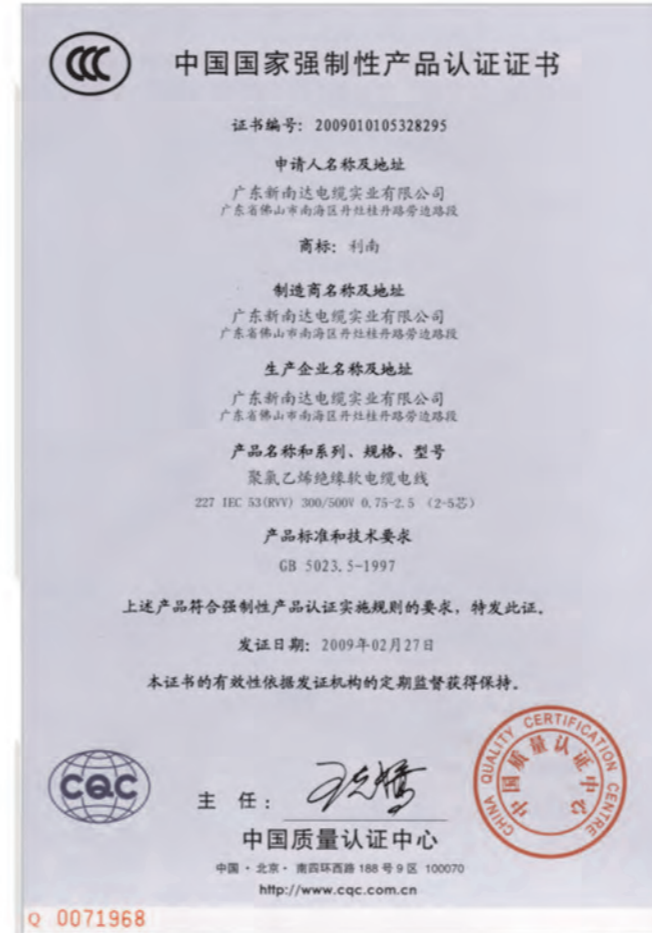 CCC
中国国家强制性产品认证证书
证书编号：2009010105328295
申请人名称及地址
广东新南达电缆实业有限公司
广东省佛山市南海区丹灶桂丹路劳边路段
商标：利南
制造商名称及地址
广东新南达电缆实业有限公司
广东省佛山市南海区丹灶桂丹路劳边路段
生产企业名称及地址
广东新南达电缆实业有限公司
广东省佛山市南海区丹灶桂丹路劳边路段
产品名称和系列、规格、型号
聚氯乙烯绝缘软电缆电线
227 IEC 53(RVV) 300/500V 0.75-2.5 （2-5芯）
产品标准和技术要求
GB 5023.5-1997
上述产品符合强制性产品认证实施规则的要求，特发此证。
发证日期：2009年02月27日
本证书的有效性依据发证机构的定期监督获得保持。
CQC
主 任：
CHINA QUALITY CERTIFICATION CENTRE
中国质量认证中心
中国质量认证中心
中国·北京·南四环西路 188 号 9 区 100070
http://www.cqc.com.cn
Q 0071968